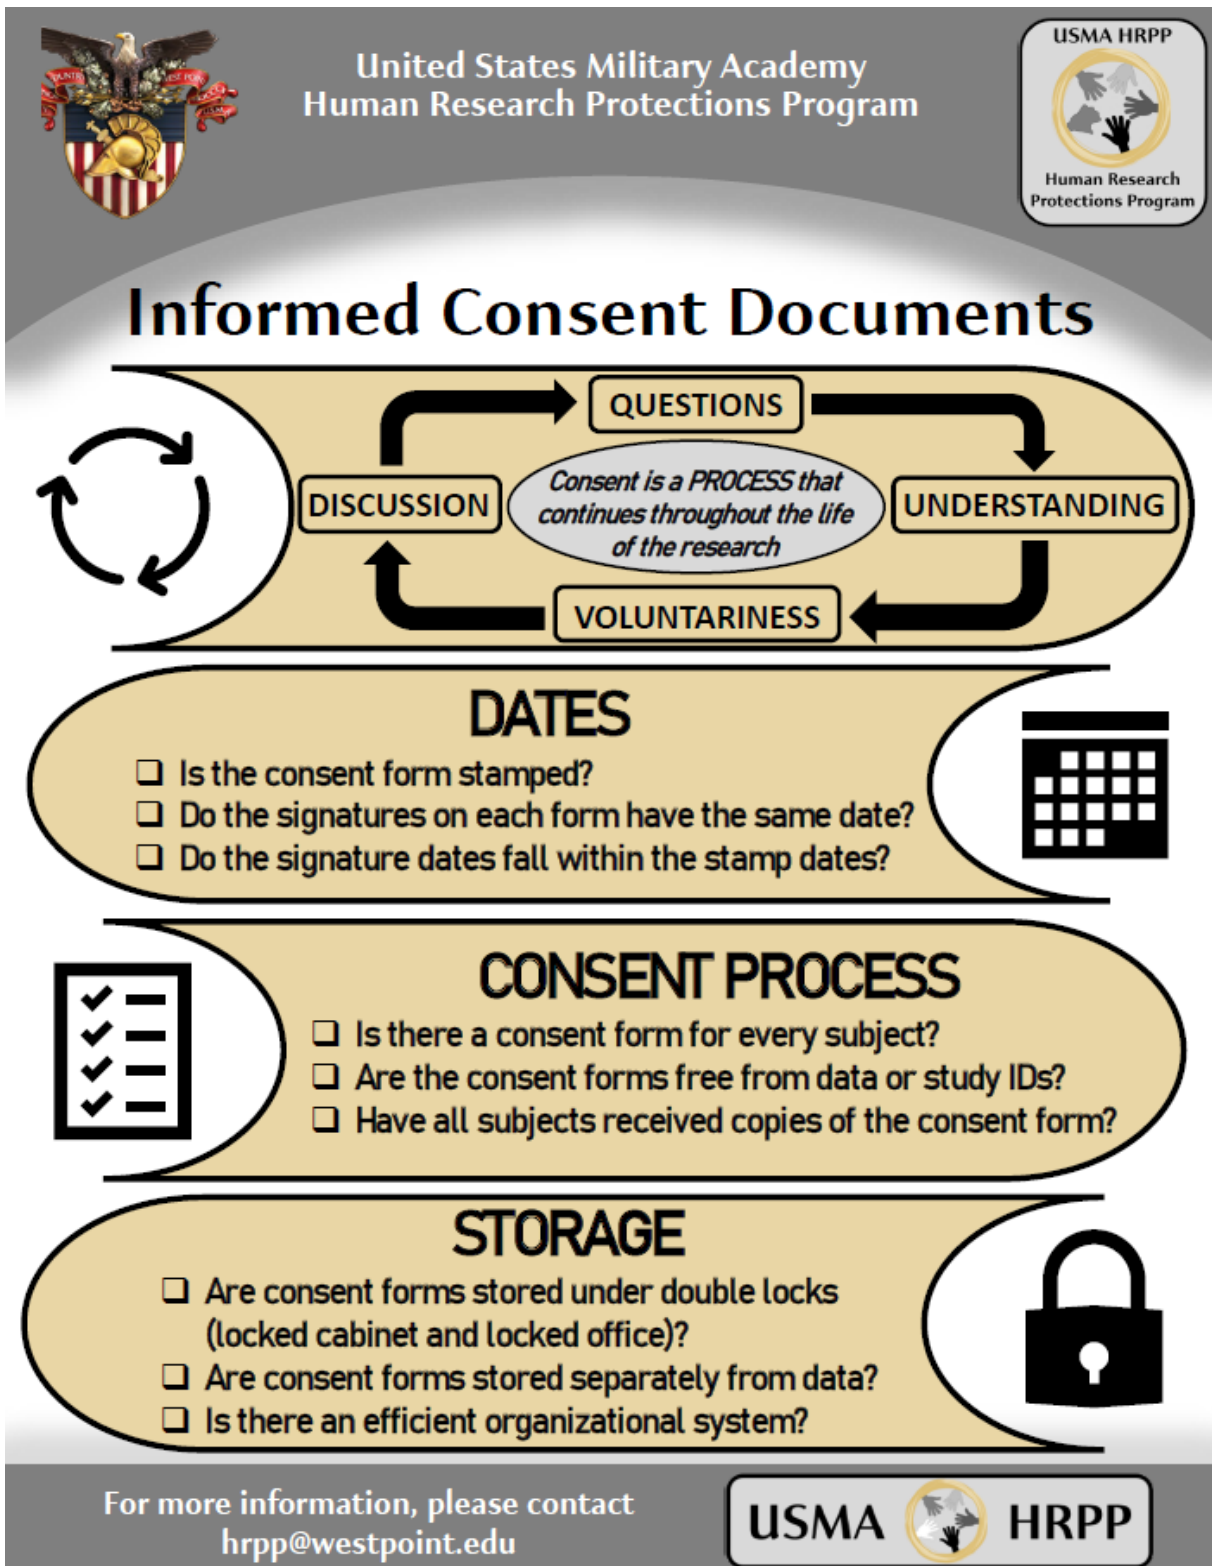 DUNTRY
WEST POINT
United States Military Academy
Human Research Protections Program
USMA HRPP
Human Research
Protections Program
Informed Consent Documents
QUESTIONS
DISCUSSION
Consent is a PROCESS that
continues throughout the life
of the research
UNDERSTANDING
VOLUNTARINESS
DATES
❑ Is the consent form stamped?
❑ Do the signatures on each form have the same date?
❑ Do the signature dates fall within the stamp dates?
CONSENT PROCESS
❑ Is there a consent form for every subject?
❑ Are the consent forms free from data or study IDs?
❑ Have all subjects received copies of the consent form?
STORAGE
❑ Are consent forms stored under double locks
(locked cabinet and locked office)?
❑ Are consent forms stored separately from data?
❑ Is there an efficient organizational system?
For more information, please contact
hrpp@westpoint.edu
USMA HRPP